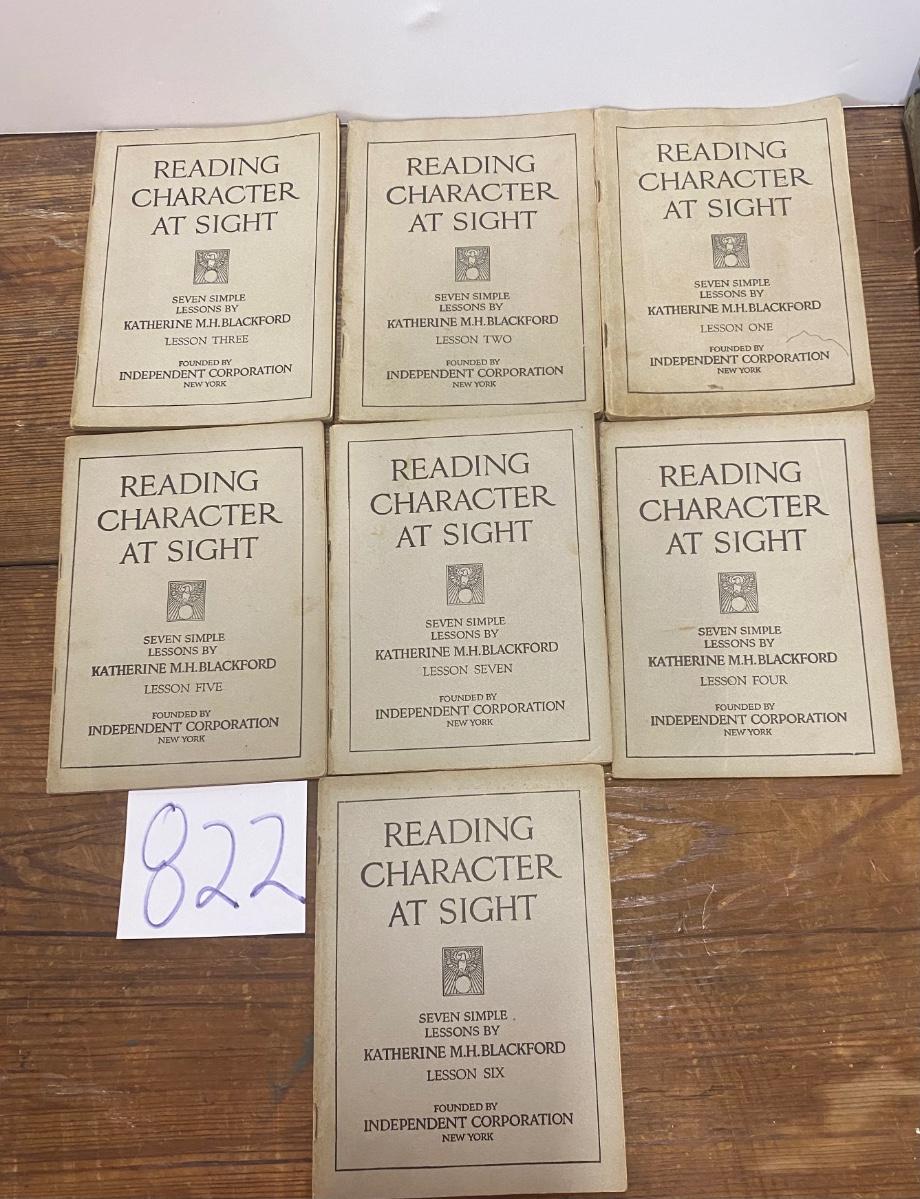 READING
CHARACTER
AT SIGHT
SEVEN SIMPLE
LESSONS BY
KATHERINE M.H.BLACKFORD
LESSON THREE
FOUNDED BY
INDEPENDENT CORPORATION
NEW YORK
READING
CHARACTER
AT SIGHT
SEVEN SIMPLE
LESSONS BY
KATHERINE M.H.BLACKFORD
LESSON TWO
FOUNDED BY
INDEPENDENT CORPORATION
NEW YORK
READING
CHARACTER
AT SIGHT
SEVEN SIMPLE
LESSONS BY
KATHERINE M.H.BLACKFORD
LESSON ONE
FOUNDED BY
INDEPENDENT CORPORATION
NEW YORK
READING
CHARACTER
AT SIGHT
SEVEN SIMPLE
LESSONS BY
KATHERINE M.H.BLACKFORD
LESSON FIVE
FOUNDED BY
INDEPENDENT CORPORATION
NEW YORK
READING
CHARACTER
AT SIGHT
SEVEN SIMPLE
LESSONS BY
KATHERINE M.H.BLACKFORD
LESSON SEVEN
FOUNDED BY
INDEPENDENT CORPORATION
NEW YORK
READING
CHARACTER
AT SIGHT
SEVEN SIMPLE
LESSONS BY
KATHERINE M.H.BLACKFORD
LESSON FOUR
FOUNDED BY
INDEPENDENT CORPORATION
NEW YORK
822
READING
CHARACTER
AT SIGHT
SEVEN SIMPLE
LESSONS BY
KATHERINE M.H.BLACKFORD
LESSON SIX
FOUNDED BY
INDEPENDENT CORPORATION
NEW YORK